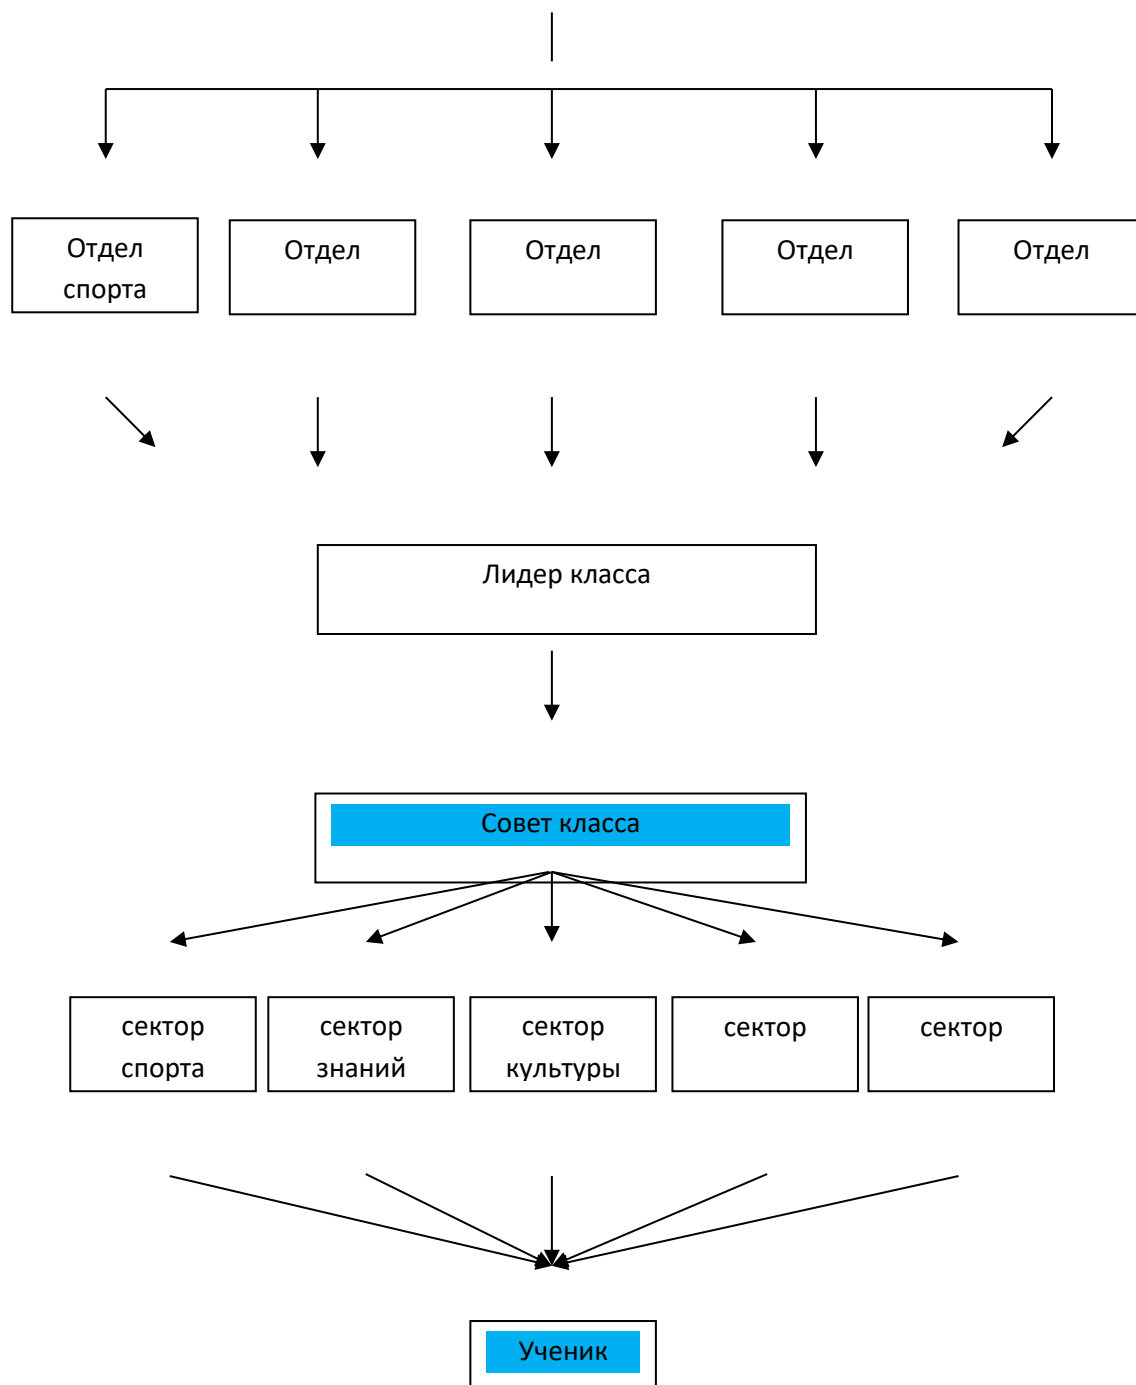 Отдел
спорта
Отдел
Отдел
Отдел
Отдел
Лидер класса
Совет класса
сектор
спорта
сектор
знаний
сектор
культуры
сектор
сектор
Ученик